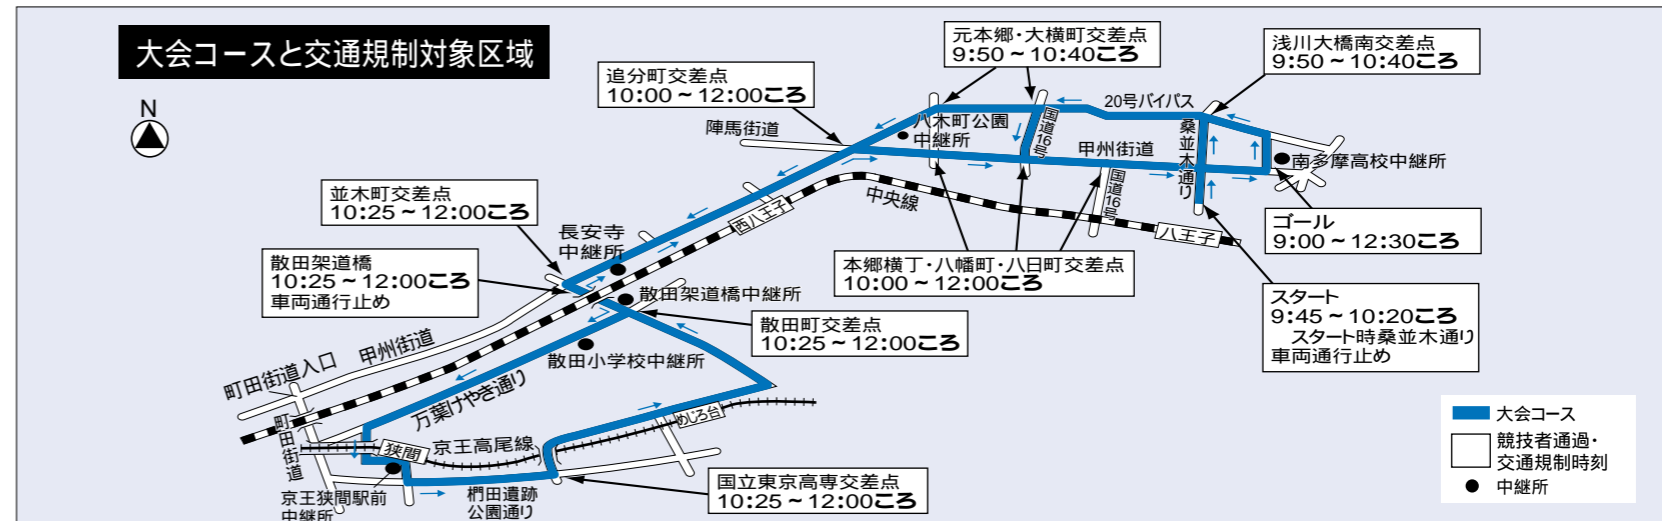 大会コースと交通規制対象区域
N
追分町交差点
10:00～12:00ころ
元本郷・大横町交差点
9:50～10:40ころ
浅川大橋南交差点
9:50～10:40ころ
陣馬街道
八木町公園
中継所
国道16号
20号バイパス
桑並木通り
甲州街道
南多摩高校中継所
並木町交差点
10:25～12:00ころ
長安寺
中継所
西八王子
中央線
国道16号
八王子
ゴール
9:00～12:30ころ
散田架道橋
10:25～12:00ころ
車両通行止め
本郷横丁・八幡町・八日町交差点
10:00～12:00ころ
散田架道橋中継所
スタート
9:45～10:20ころ
スタート時桑並木通り
車両通行止め
散田町交差点
10:25～12:00ころ
甲州街道
町田街道入口
散田小学校中継所
万葉けやき通り
町田街道
狭間
京王高尾線
めじろ台
京王狭間駅前
中継所
椚田遺跡
公園通り
国立東京高専交差点
10:25～12:00ころ
大会コース
競技者通過・
交通規制時刻
中継所